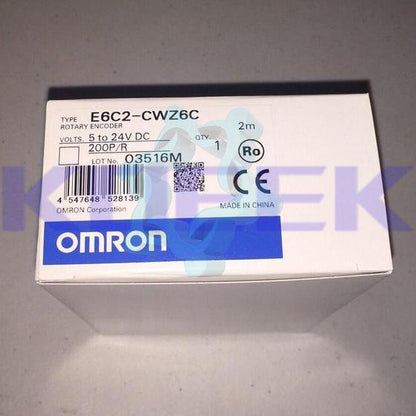 TYPE E6C2-CWZ6C
ROTARY ENCODER 2m
VOLTS. 5 to 24V DC QTY.
200P/R 1 Ro
LOT No. 03516M
4 547648 528139
OMRON Corporation
CE
MADE IN CHINA
OMRON